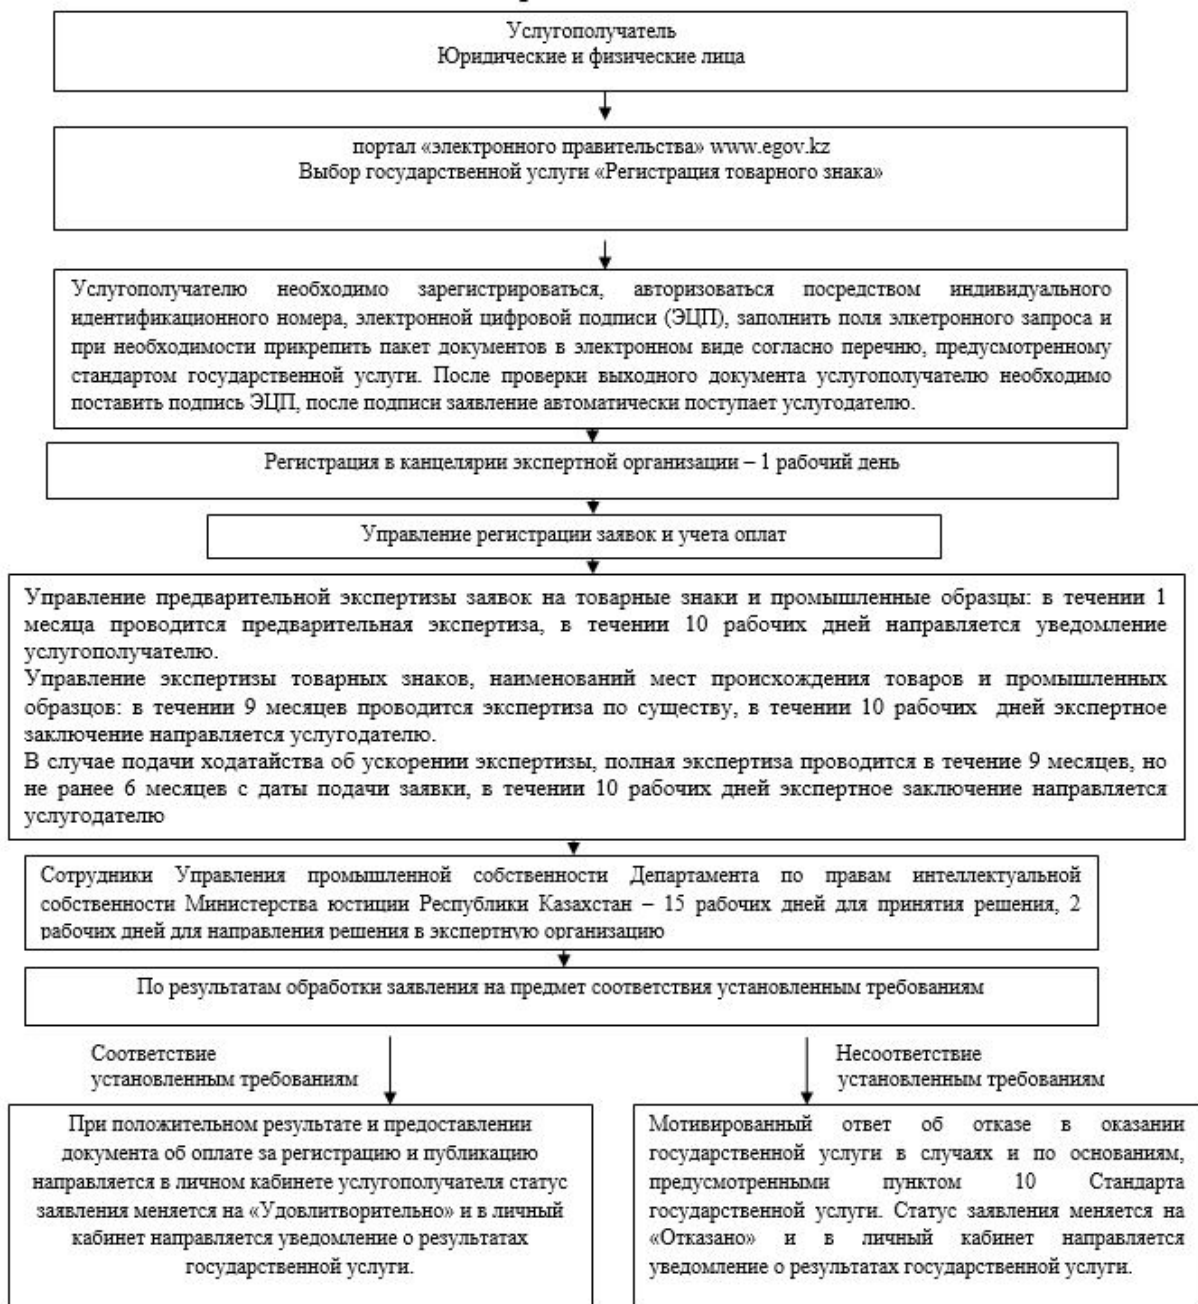 Услугополучатель
Юридические и физические лица
портал «электронного правительства» www.egov.kz
Выбор государственной услуги «Регистрация товарного знака»
Услугополучателю необходимо зарегистрироваться, авторизоваться посредством индивидуального
идентификационного номера, электронной цифровой подписи (ЭЦП), заполнить поля элкетронного запроса и
при необходимости прикрепить пакет документов в электронном виде согласно перечню, предусмотренному
стандартом государственной услуги. После проверки выходного документа услугополучателю необходимо
поставить подпись ЭЦП, после подписи заявление автоматически поступает услугодателю.
Регистрация в канцелярии экспертной организации – 1 рабочий день
Управление регистрации заявок и учета оплат
Управление предварительной экспертизы заявок на товарные знаки и промышленные образцы: в течении 1
месяца проводится предварительная экспертиза, в течении 10 рабочих дней направляется уведомление
услугополучателю.
Управление экспертизы товарных знаков, наименований мест происхождения товаров и промышленных
образцов: в течении 9 месяцев проводится экспертиза по существу, в течении 10 рабочих дней экспертное
заключение направляется услугодателю.
В случае подачи ходатайства об ускорении экспертизы, полная экспертиза проводится в течение 9 месяцев, но
не ранее 6 месяцев с даты подачи заявки, в течении 10 рабочих дней экспертное заключение направляется
услугодателю
Сотрудники Управления промышленной собственности Департамента по правам интеллектуальной
собственности Министерства юстиции Республики Казахстан – 15 рабочих дней для принятия решения, 2
рабочих дней для направления решения в экспертную организацию
По результатам обработки заявления на предмет соответствия установленным требованиям
Соответствие
установленным требованиям
Несоответствие
установленным требованиям
При положительном результате и предоставлении
документа об оплате за регистрацию и публикацию
направляется в личном кабинете услугополучателя статус
заявления меняется на «Удовлитворительно» и в личный
кабинет направляется уведомление о результатах
государственной услуги.
Мотивированный ответ об отказе в оказании
государственной услуги в случаях и по основаниям,
предусмотренными пунктом 10 Стандарта
государственной услуги. Статус заявления меняется на
«Отказано» и в личный кабинет направляется
уведомление о результатах государственной услуги.